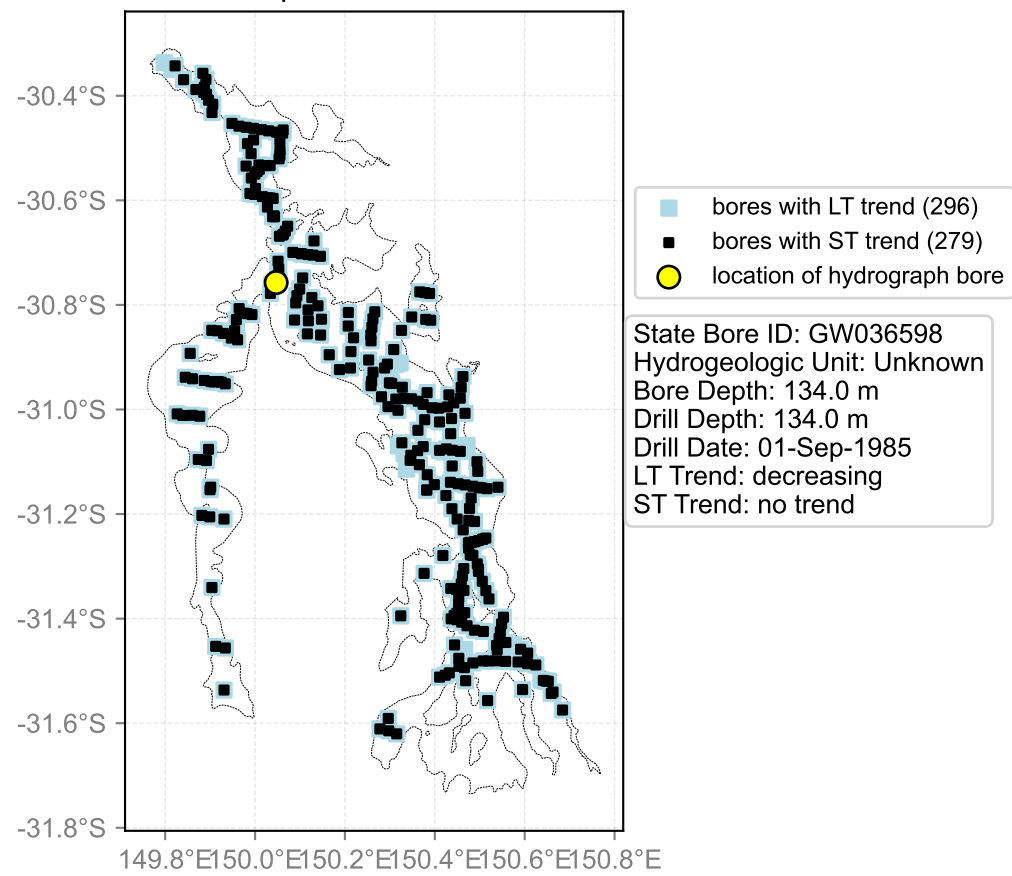 -30.4°S
-30.6°S
-30.8°S
-31.0°S
-31.2°S
-31.4°S
-31.6°S
-31.8°S
149.8°E150.0°E150.2°E150.4°E150.6°E150.8°E
bores with LT trend (296)
bores with ST trend (279)
location of hydrograph bore
State Bore ID: GW036598
Hydrogeologic Unit: Unknown
Bore Depth: 134.0 m
Drill Depth: 134.0 m
Drill Date: 01-Sep-1985
LT Trend: decreasing
ST Trend: no trend